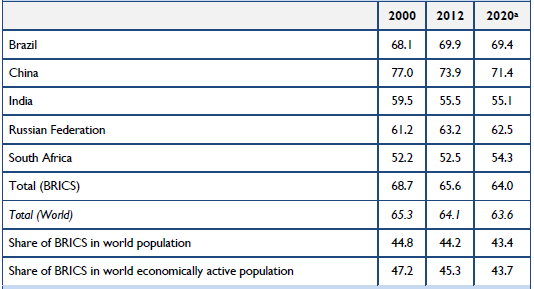 2000 2012 2020ᵃ
Brazil 68.1 69.9 69.4
China 77.0 73.9 71.4
India 59.5 55.5 55.1
Russian Federation 61.2 63.2 62.5
South Africa 52.2 52.5 54.3
Total (BRICS) 68.7 65.6 64.0
Total (World) 65.3 64.1 63.6
Share of BRICS in world population 44.8 44.2 43.4
Share of BRICS in world economically active population 47.2 45.3 43.7